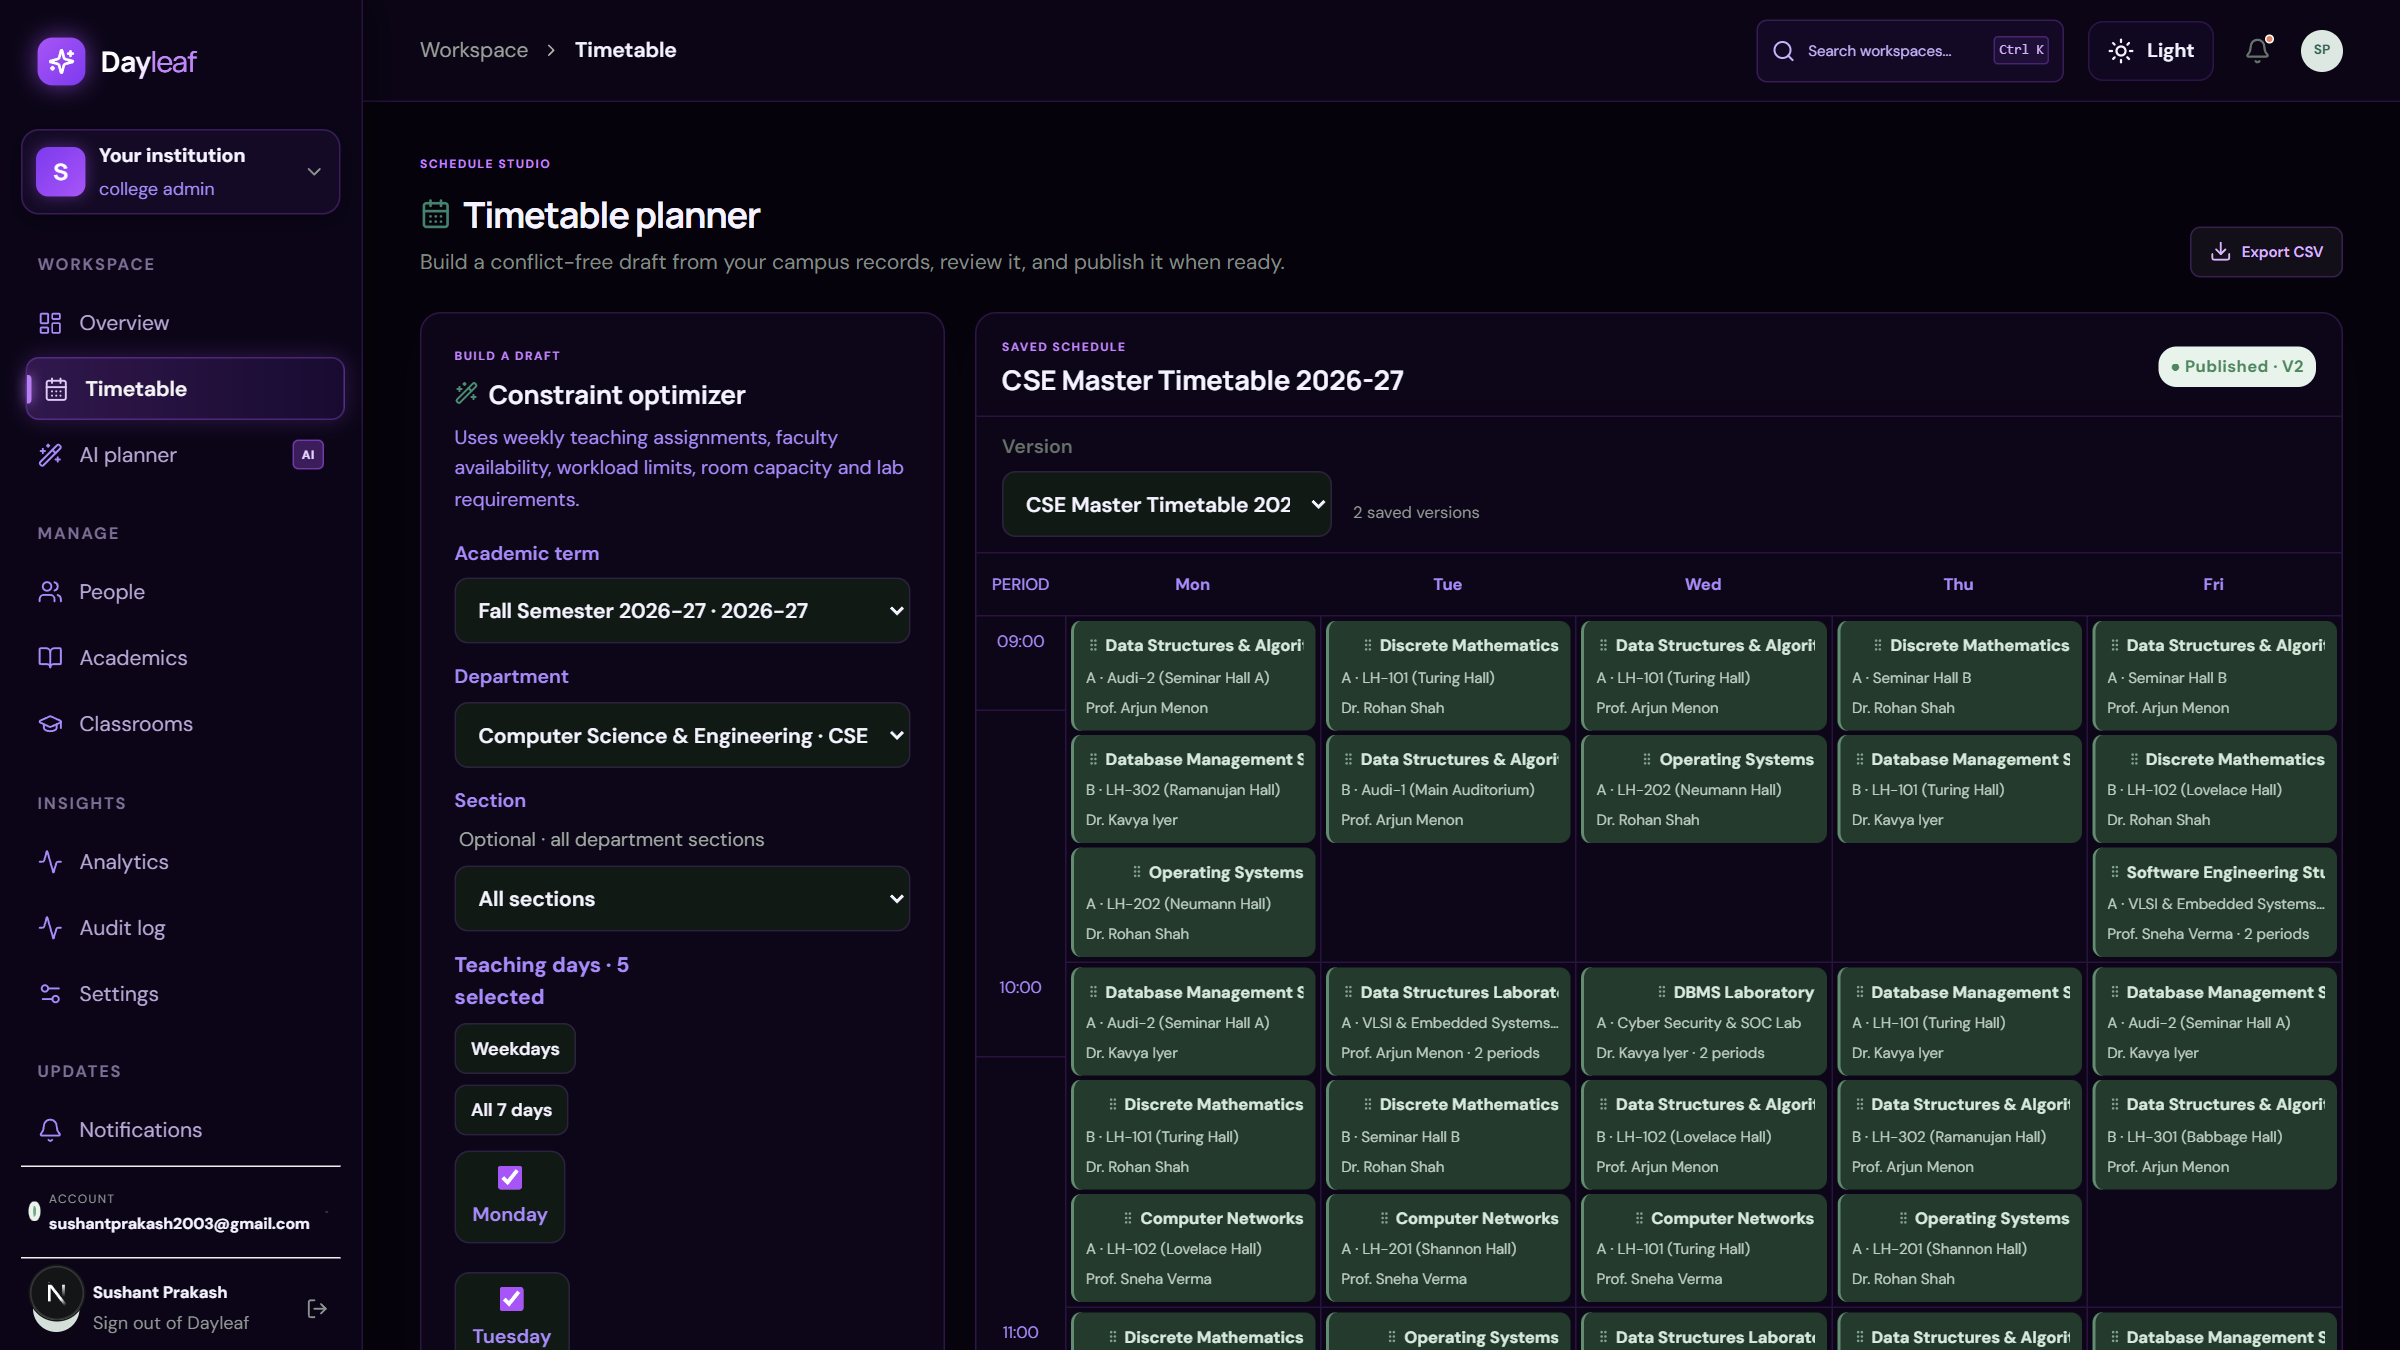 Dayleaf
S
Your institution
college admin
WORKSPACE
Overview
Timetable
AI planner
AI
MANAGE
People
Academics
Classrooms
INSIGHTS
Analytics
Audit log
Settings
UPDATES
Notifications
ACCOUNT
sushantprakash2003@gmail.com
N
Sushant Prakash
Sign out of Dayleaf
Workspace > Timetable
Search workspaces...
Ctrl K
Light
SP
SCHEDULE STUDIO
Timetable planner
Build a conflict-free draft from your campus records, review it, and publish it when ready.
Export CSV
BUILD A DRAFT
Constraint optimizer
Uses weekly teaching assignments, faculty
availability, workload limits, room capacity and lab
requirements.
Academic term
Fall Semester 2026-27 · 2026-27
Department
Computer Science & Engineering · CSE
Section
Optional · all department sections
All sections
Teaching days · 5
selected
Weekdays
All 7 days
Monday
Tuesday
SAVED SCHEDULE
CSE Master Timetable 2026-27
• Published · V2
Version
CSE Master Timetable 202
2 saved versions
PERIOD Mon Tue Wed Thu Fri
09:00
Data Structures & Algorit
A · Audi-2 (Seminar Hall A)
Prof. Arjun Menon
Discrete Mathematics
A · LH-101 (Turing Hall)
Dr. Rohan Shah
Data Structures & Algorit
A · LH-101 (Turing Hall)
Prof. Arjun Menon
Discrete Mathematics
A · Seminar Hall B
Dr. Rohan Shah
Data Structures & Algorit
A · Seminar Hall B
Prof. Arjun Menon
Database Management S
B · LH-302 (Ramanujan Hall)
Dr. Kavya Iyer
Data Structures & Algorit
B · Audi-1 (Main Auditorium)
Prof. Arjun Menon
Operating Systems
A · LH-202 (Neumann Hall)
Dr. Rohan Shah
Database Management S
B · LH-101 (Turing Hall)
Dr. Kavya Iyer
Discrete Mathematics
B · LH-102 (Lovelace Hall)
Dr. Rohan Shah
Operating Systems
A · LH-202 (Neumann Hall)
Dr. Rohan Shah
Software Engineering Stu
A · VLSI & Embedded Systems...
Prof. Sneha Verma · 2 periods
10:00
Database Management S
A · Audi-2 (Seminar Hall A)
Dr. Kavya Iyer
Data Structures Laborato
A · VLSI & Embedded Systems...
Prof. Arjun Menon · 2 periods
DBMS Laboratory
A · Cyber Security & SOC Lab
Dr. Kavya Iyer · 2 periods
Database Management S
A · LH-101 (Turing Hall)
Dr. Kavya Iyer
Database Management S
A · Audi-2 (Seminar Hall A)
Dr. Kavya Iyer
Discrete Mathematics
B · LH-101 (Turing Hall)
Dr. Rohan Shah
Discrete Mathematics
B · Seminar Hall B
Dr. Rohan Shah
Data Structures & Algorit
B · LH-102 (Lovelace Hall)
Prof. Arjun Menon
Data Structures & Algorit
B · LH-302 (Ramanujan Hall)
Prof. Arjun Menon
Data Structures & Algorit
B · LH-301 (Babbage Hall)
Prof. Arjun Menon
Computer Networks
A · LH-102 (Lovelace Hall)
Prof. Sneha Verma
Computer Networks
A · LH-201 (Shannon Hall)
Prof. Sneha Verma
Computer Networks
A · LH-101 (Turing Hall)
Prof. Sneha Verma
Operating Systems
A · LH-201 (Shannon Hall)
Dr. Rohan Shah
11:00
Discrete Mathematics
Operating Systems
Data Structures Laborato
Data Structures & Algorit
Database Management S